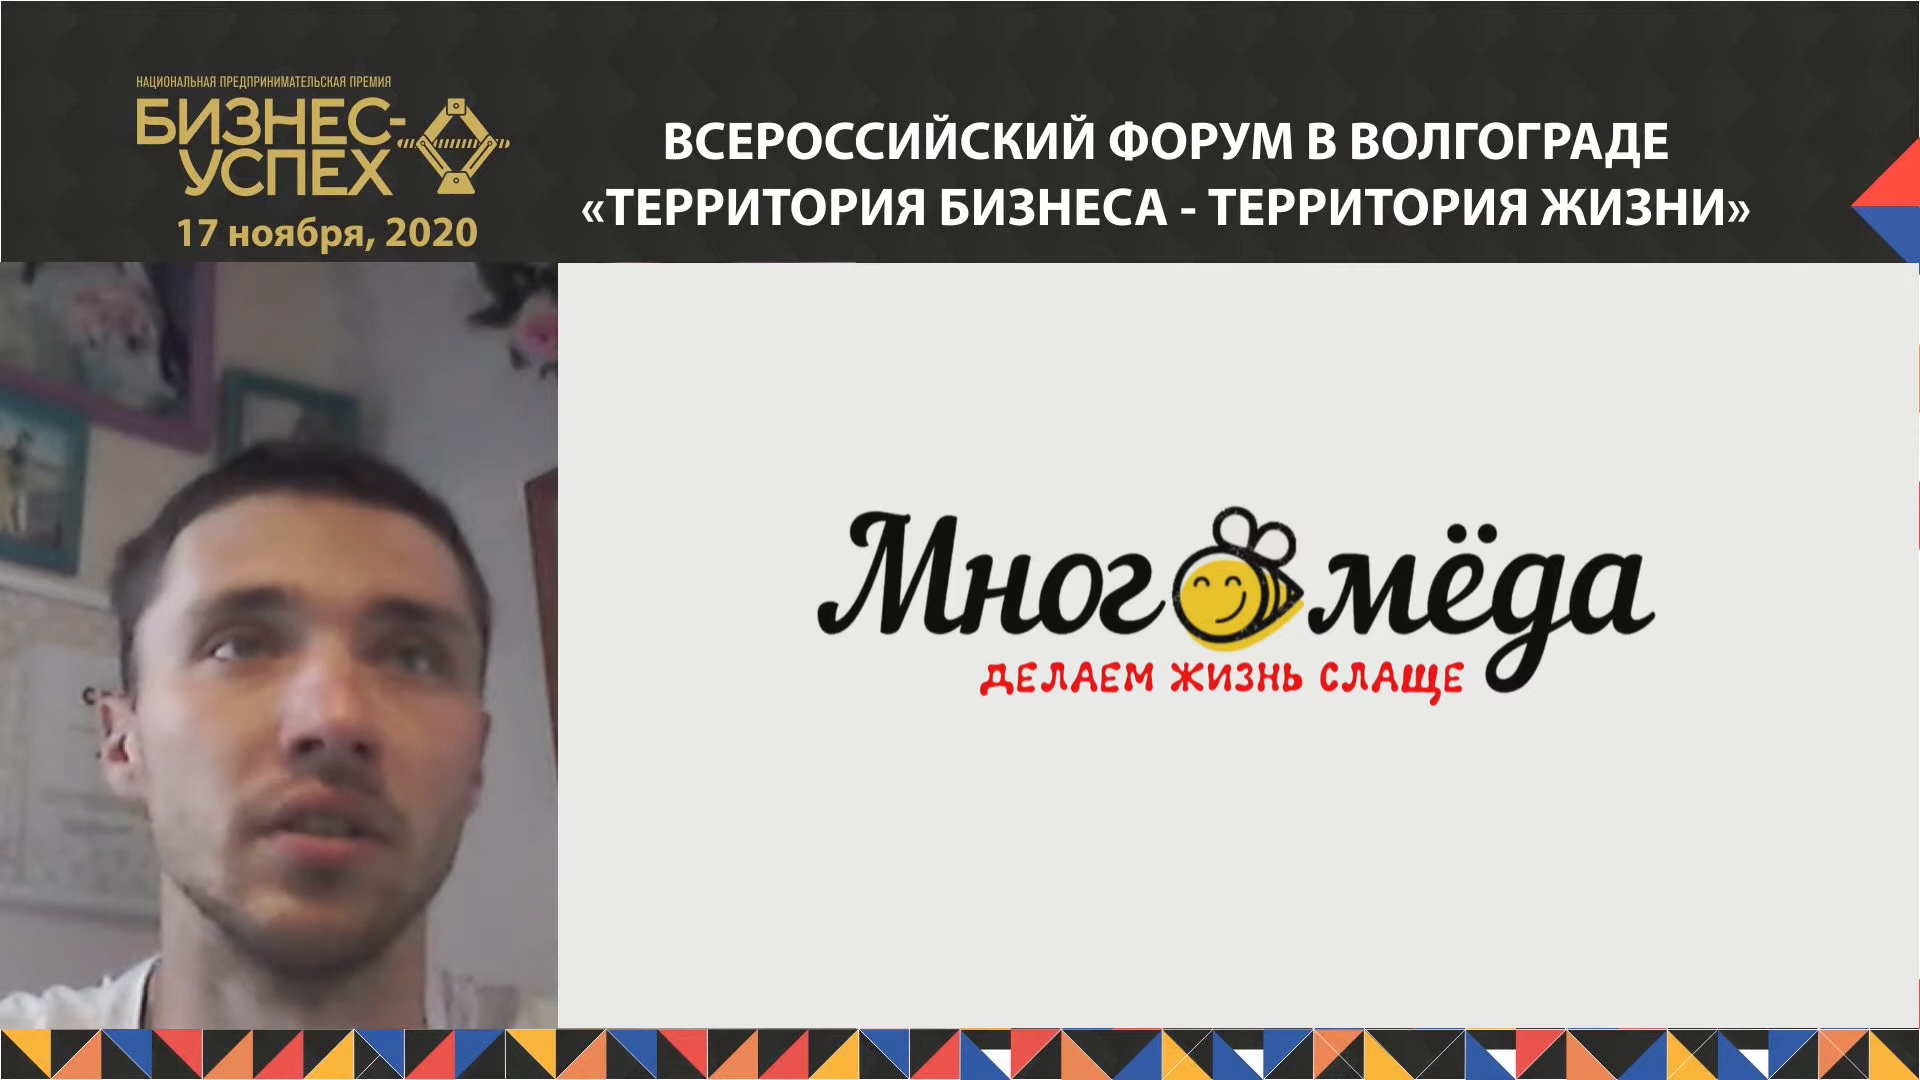 НАЦИОНАЛЬНАЯ ПРЕДПРИНИМАТЕЛЬСКАЯ ПРЕМИЯ
БИЗНЕС-
УСПЕХ
17 ноября, 2020
ВСЕРОССИЙСКИЙ ФОРУМ В ВОЛГОГРАДЕ
«ТЕРРИТОРИЯ БИЗНЕСА - ТЕРРИТОРИЯ ЖИЗНИ»
Много мёда
ДЕЛАЕМ ЖИЗНЬ СЛАЩЕ